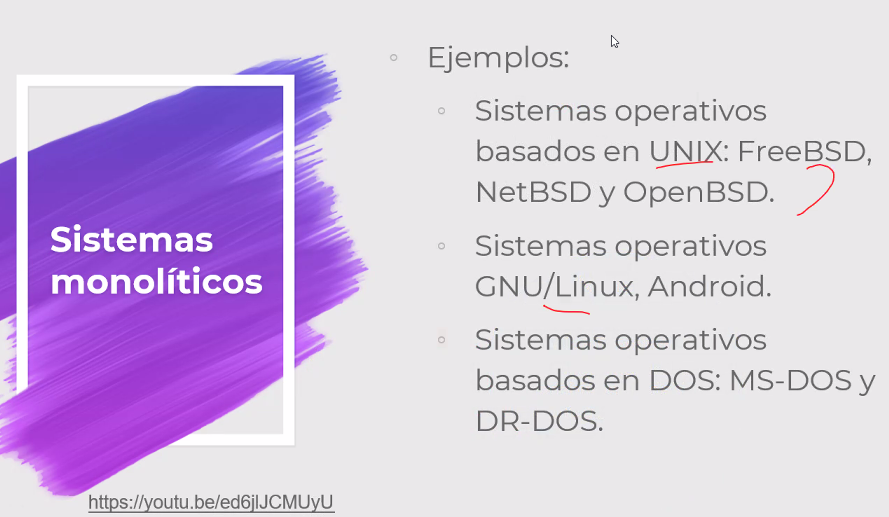 Sistemas
monolíticos
Ejemplos:
Sistemas operativos
basados en UNIX: FreeBSD,
NetBSD y OpenBSD.
Sistemas operativos
GNU/Linux, Android.
Sistemas operativos
basados en DOS: MS-DOS y
DR-DOS.
https://youtu.be/ed6jlJCMUyU